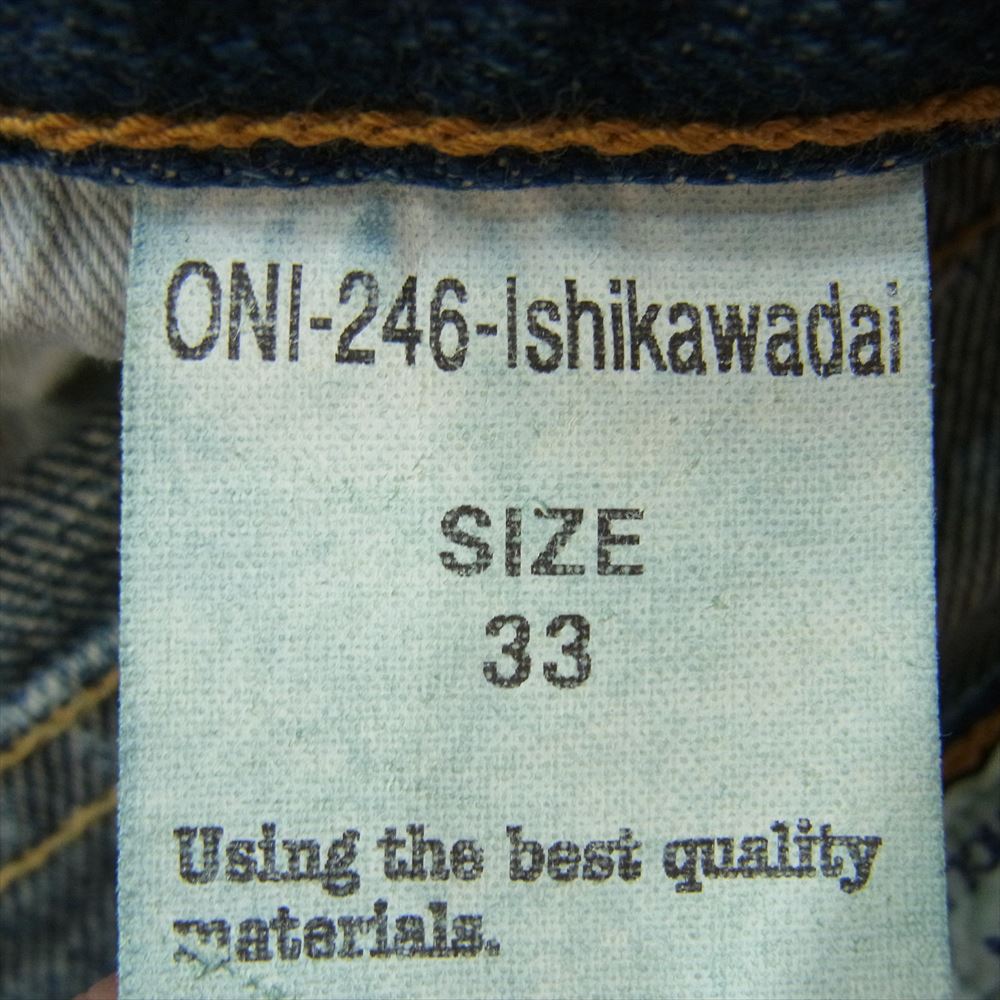 ONI-246-Ishikawadai
SIZE
33
Using the best quality
materials.